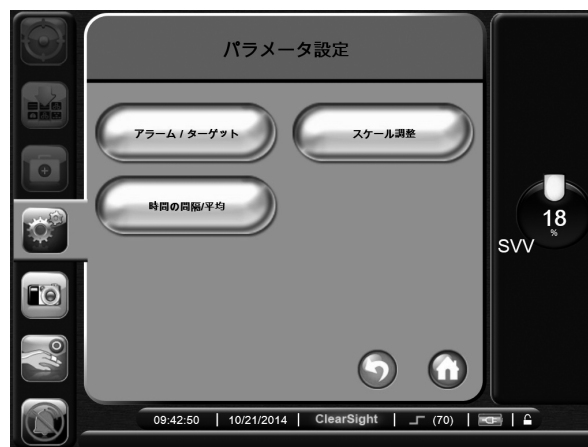 パラメータ設定
アラーム / ターゲット
スケール調整
時間の間隔/平均
18
%
SVV
09:42:50 | 10/21/2014 | ClearSight | (70)